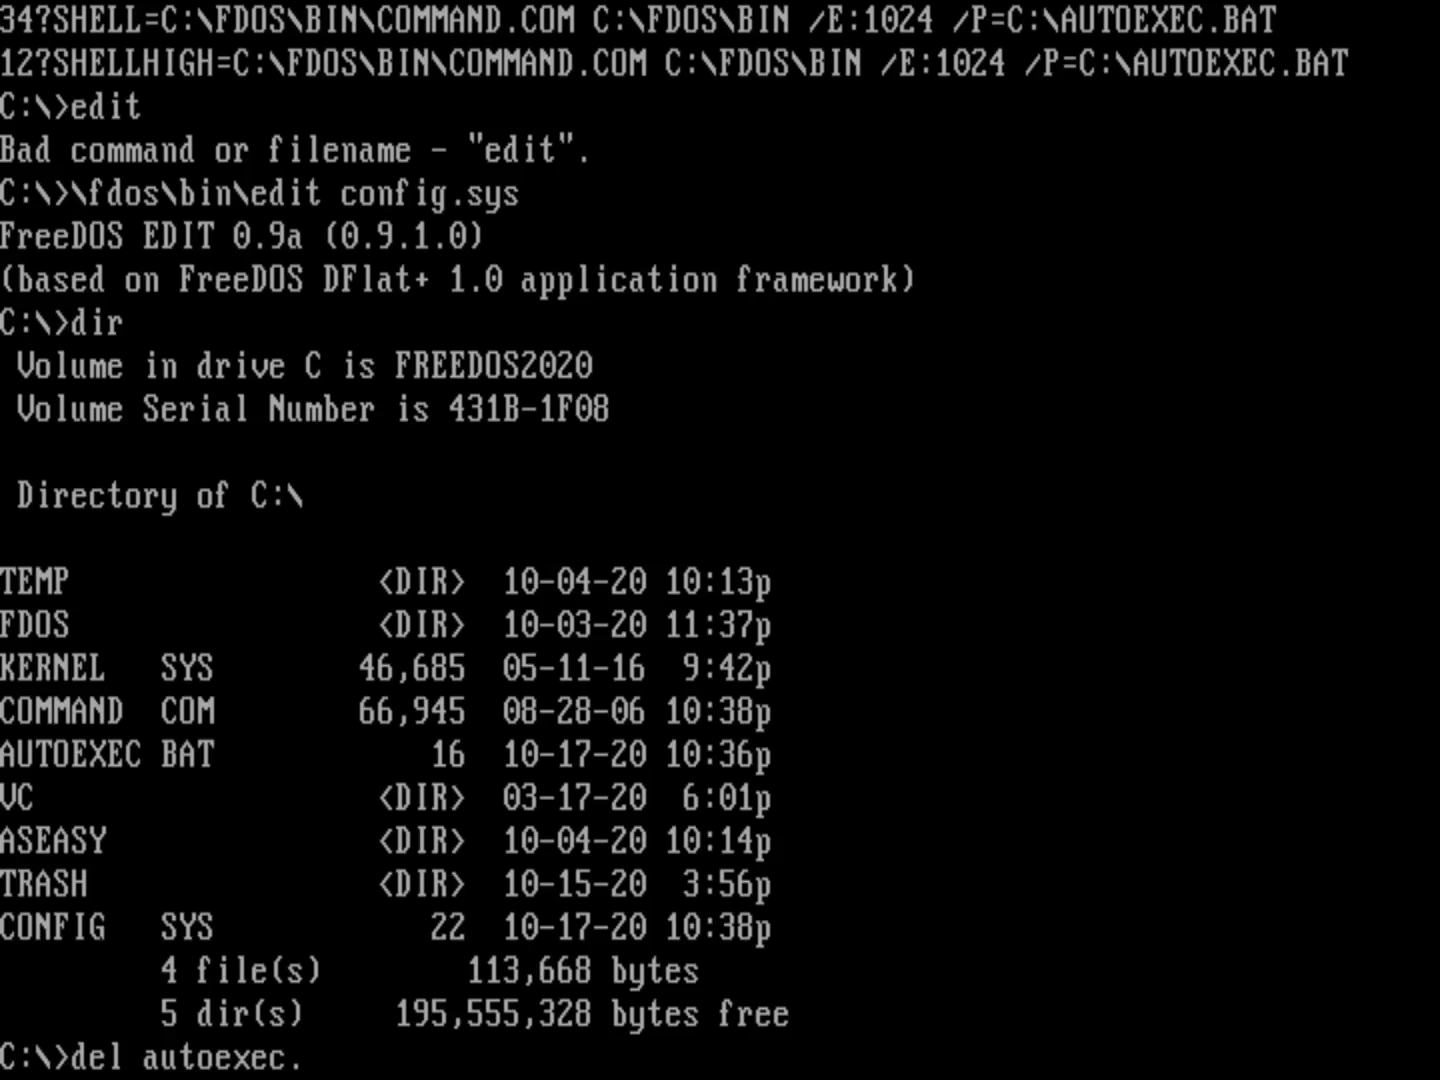 34?SHELL=C:\FDOS\BIN\COMMAND.COM C:\FDOS\BIN /E:1024 /P=C:\AUTOEXEC.BAT
12?SHELLHIGH=C:\FDOS\BIN\COMMAND.COM C:\FDOS\BIN /E:1024 /P=C:\AUTOEXEC.BAT
C:\>edit
Bad command or filename - "edit".
C:\>\fdos\bin\edit config.sys
FreeDOS EDIT 0.9a (0.9.1.0)
(based on FreeDOS DFlat+ 1.0 application framework)
C:\>dir
Volume in drive C is FREEDOS2020
Volume Serial Number is 431B-1F08
Directory of C:\
TEMP <DIR> 10-04-20 10:13p
FDOS <DIR> 10-03-20 11:37p
KERNEL SYS 46,685 05-11-16 9:42p
COMMAND COM 66,945 08-28-06 10:38p
AUTOEXEC BAT 16 10-17-20 10:36p
VC <DIR> 03-17-20 6:01p
ASEASY <DIR> 10-04-20 10:14p
TRASH <DIR> 10-15-20 3:56p
CONFIG SYS 22 10-17-20 10:38p
4 file(s) 113,668 bytes
5 dir(s) 195,555,328 bytes free
C:\>del autoexec.